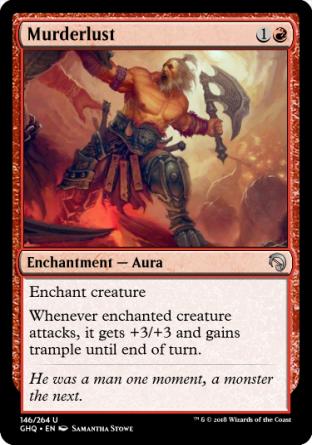 Murderlust 1
Enchantment — Aura
Enchant creature
Whenever enchanted creature
attacks, it gets +3/+3 and gains
trample until end of turn.
He was a man one moment, a monster
the next.
146/264 U
GHQ • EN Samantha Stowe
™ & © 2018 Wizards of the Coast